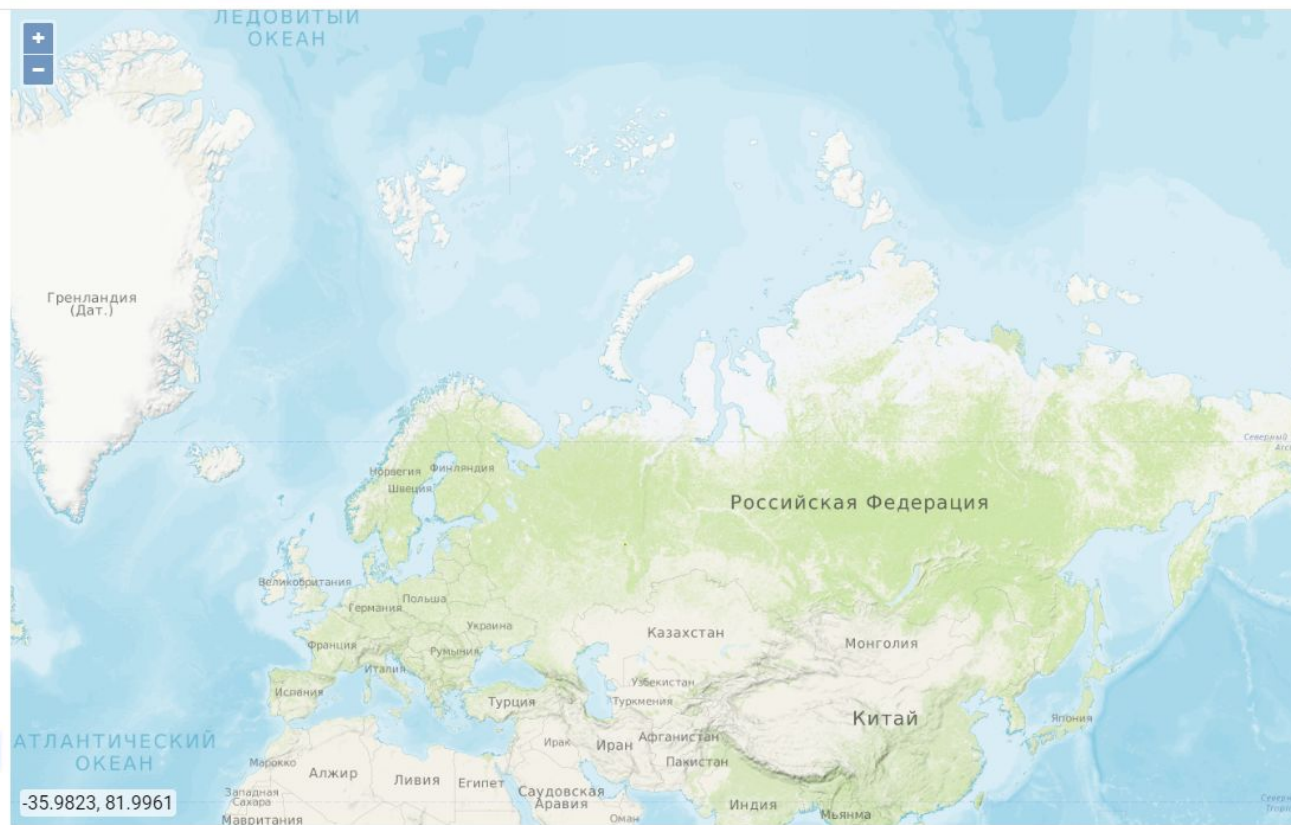 ЛЕДОВИТЫЙ
ОКЕАН
+
−
Гренландия
(Дат.)
Северный
Норвегия
Финляндия
Швеция
Российская Федерация
Великобритания
Польша
Германия
Украина
Казахстан
Франция
Монголия
Румыния
Италия
Узбекистан
Испания
Туркмения
Турция
Китай
Япония
АТЛАНТИЧЕСКИЙ
ОКЕАН
Ирак
Иран
Афганистан
Марокко
Пакистан
Алжир
Ливия
Египет
Западная
Сахара
Саудовская
Аравия
-35.9823, 81.9961
Индия
Мавритания
Оман
Мьянма